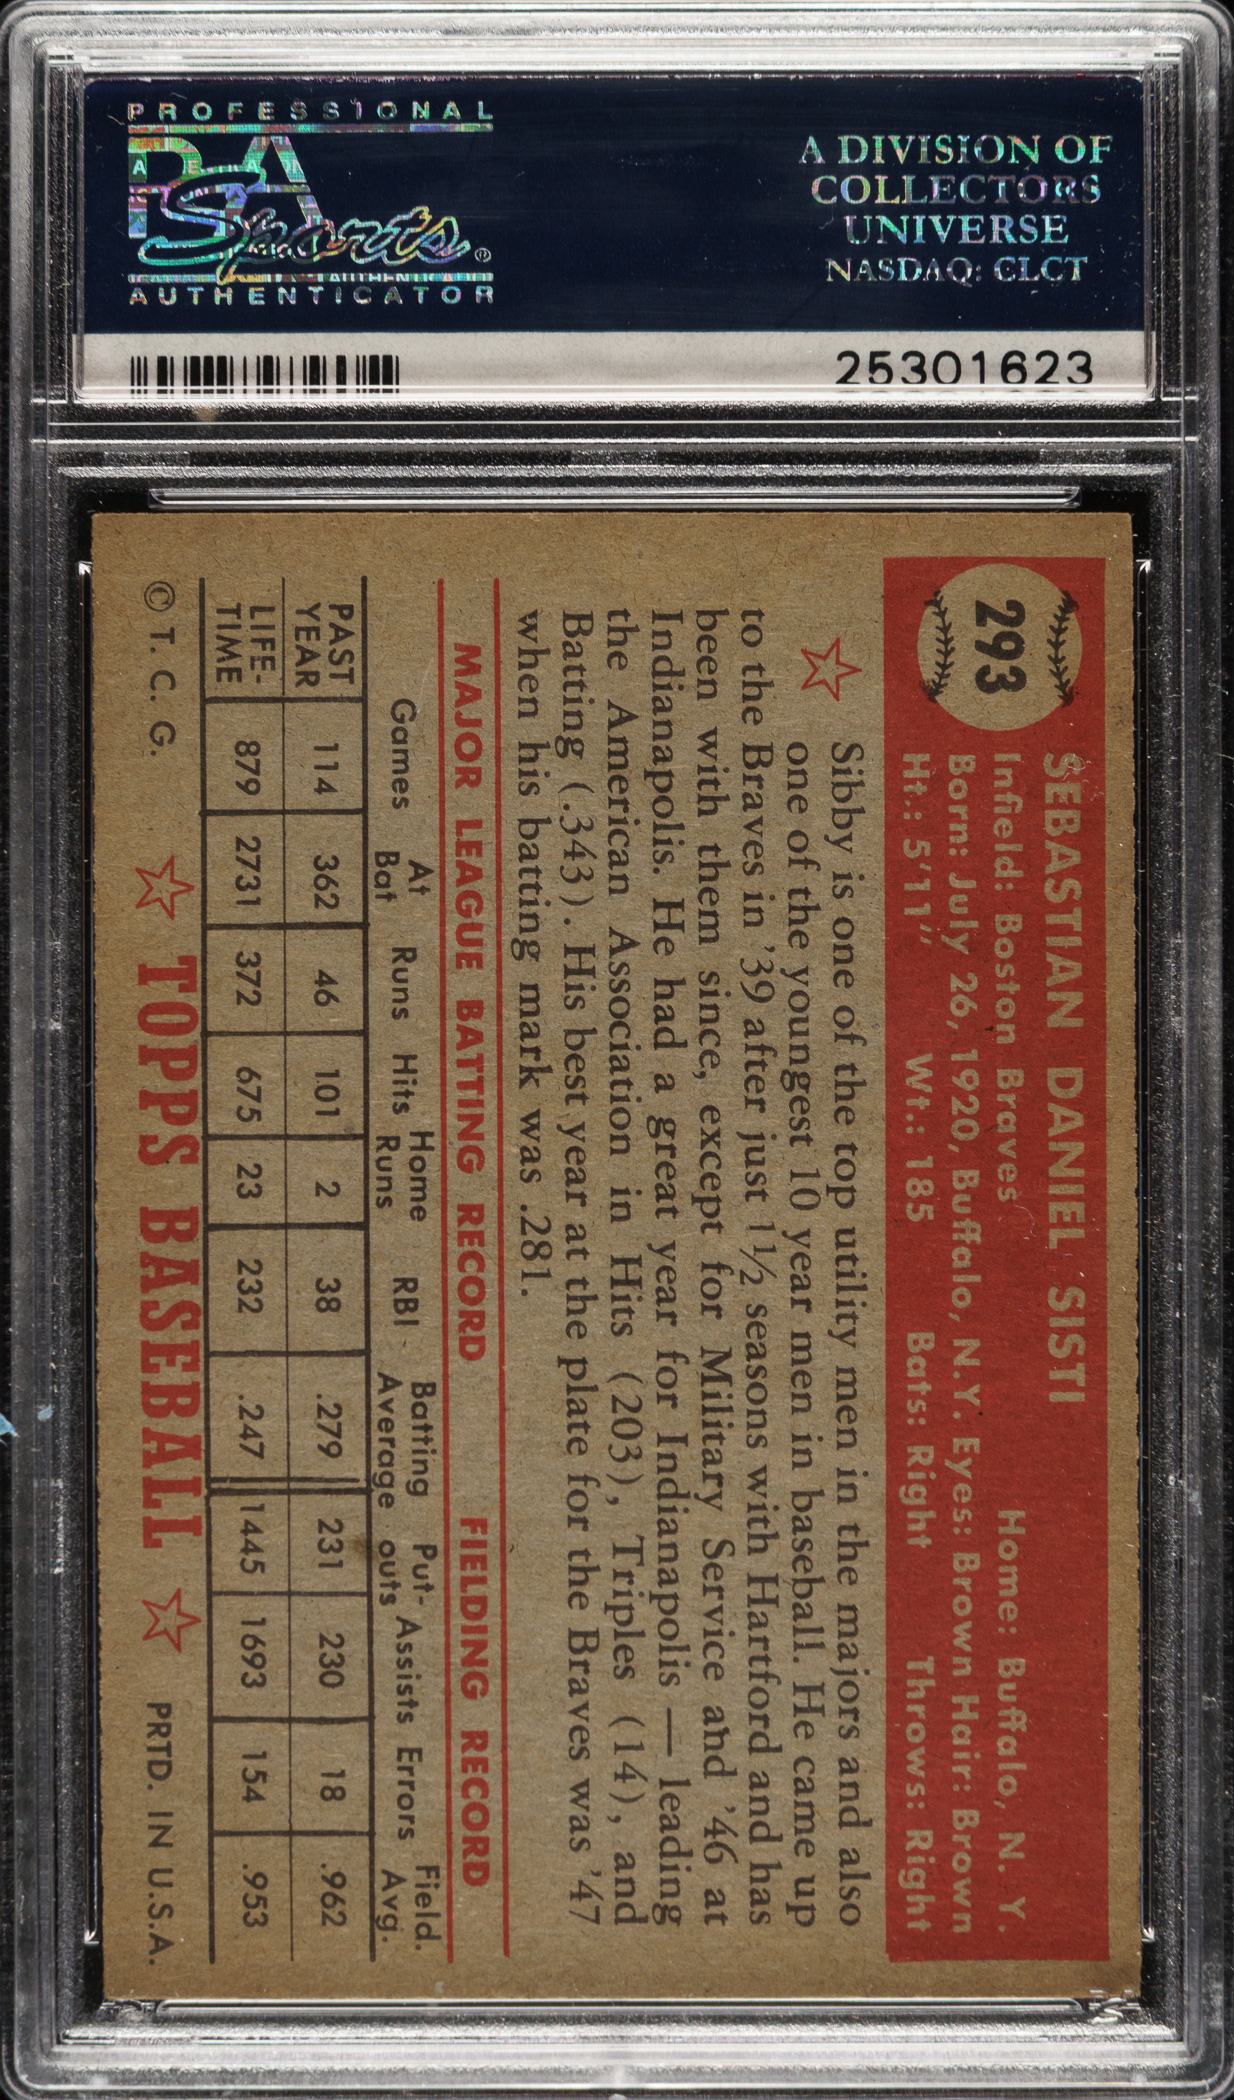 PROFESSIONAL
PSA
Sports®
AUTHENTICATOR
A DIVISION OF
COLLECTORS
UNIVERSE
NASDAQ: CLCT
25301623
293
SEBASTIAN DANIEL SISTI
Infield: Boston Braves Home: Buffalo, N. Y.
Born: July 26, 1920, Buffalo, N.Y. Eyes: Brown Hair: Brown
Ht.: 5'11" Wt.: 185 Bats: Right Throws: Right
Sibby is one of the top utility men in the majors and also
one of the youngest 10 year men in baseball. He came up
to the Braves in '39 after just 1½ seasons with Hartford and has
been with them since, except for Military Service and '46 at
Indianapolis. He had a great year for Indianapolis — leading
the American Association in Hits (203), Triples (14), and
Batting (.343). His best year at the plate for the Braves was '47
when his batting mark was .281.
MAJOR LEAGUE BATTING RECORD FIELDING RECORD
Games At Bat Runs Hits Home Runs RBI Batting Average Put-outs Assists Errors Field. Avg.
PAST YEAR 114 362 46 101 2 38 .279 231 230 18 .962
LIFE-TIME 879 2731 372 675 23 232 .247 1445 1693 154 .953
© T. C. G. TOPPS BASEBALL PRTD. IN U.S.A.